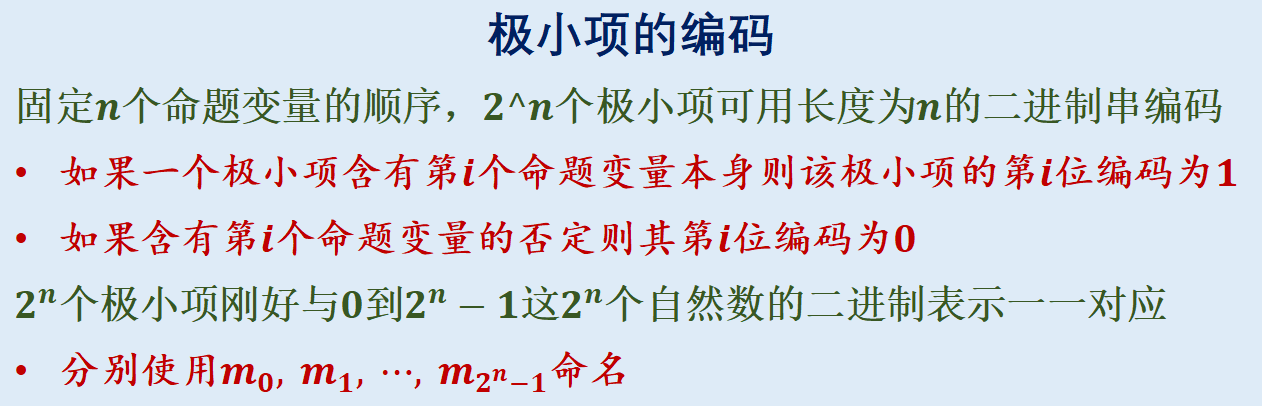 极小项的编码
固定n个命题变量的顺序，2^n个极小项可用长度为n的二进制串编码
• 如果一个极小项含有第i个命题变量本身则该极小项的第i位编码为1
• 如果含有第i个命题变量的否定则其第i位编码为0
2ⁿ个极小项刚好与0到2ⁿ − 1这2ⁿ个自然数的二进制表示一一对应
• 分别使用m₀, m₁, ⋯, m_{2ⁿ−1}命名